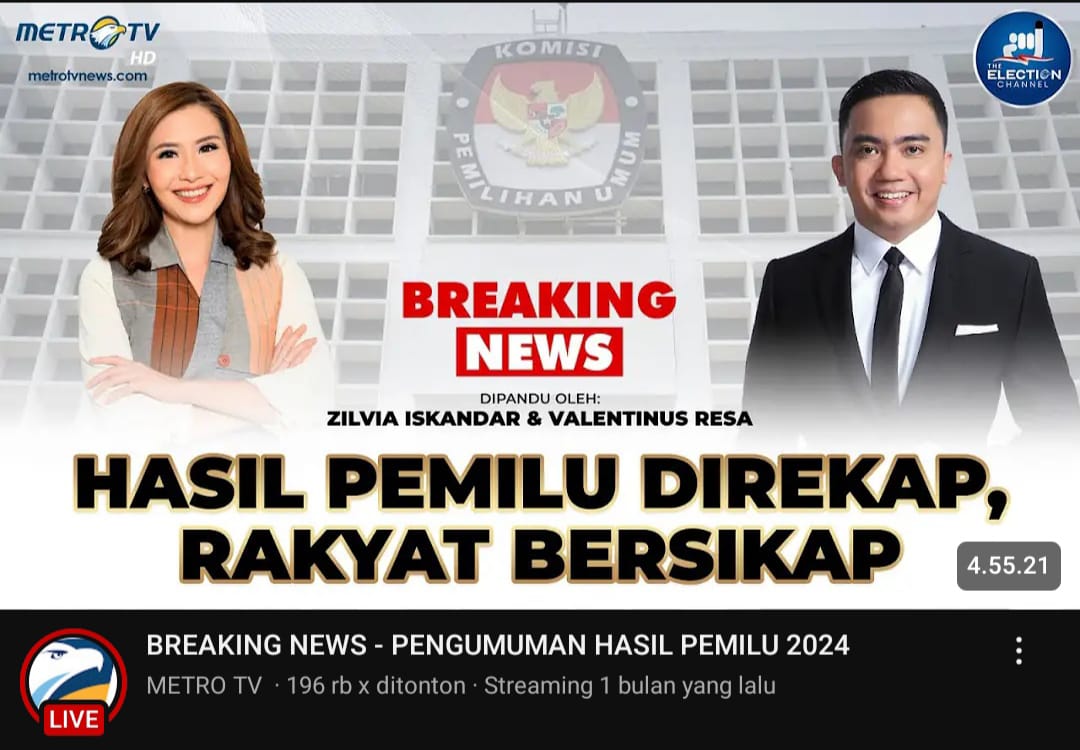 METRO TV
HD
metrotvnews.com
THE
ELECTION
CHANNEL
KOMISI
PEMILIHAN UMUM
BREAKING
NEWS
DIPANDU OLEH:
ZILVIA ISKANDAR & VALENTINUS RESA
HASIL PEMILU DIREKAP,
RAKYAT BERSIKAP
4.55.21
BREAKING NEWS - PENGUMUMAN HASIL PEMILU 2024
METRO TV · 196 rb x ditonton · Streaming 1 bulan yang lalu
LIVE